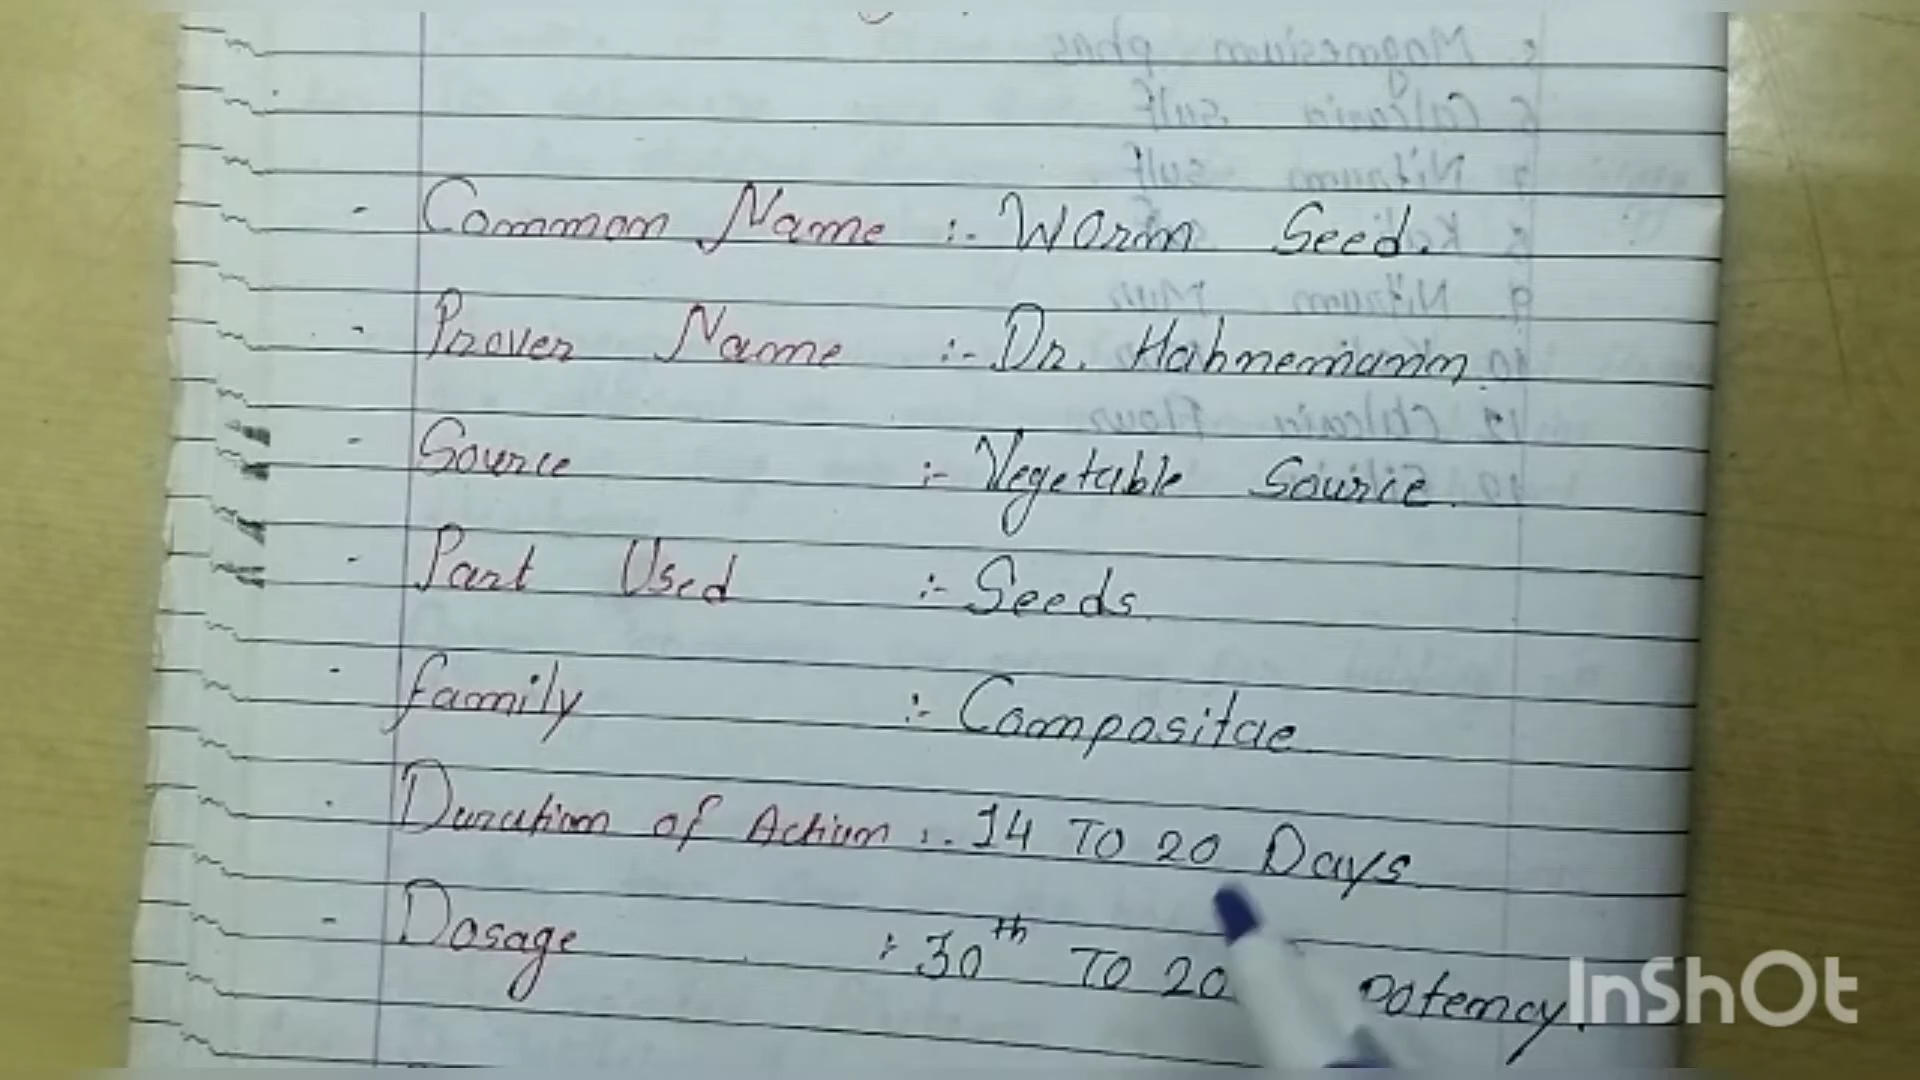 - Common Name :- Worm Seed.
- Prover Name :- Dr. Hahnemann.
- Source :- Vegetable Source.
- Part Used :- Seeds.
- family :- Compositae
- Duration of Action :- 14 To 20 Days
- Dosage : 30th To 20 potency.
InShOt